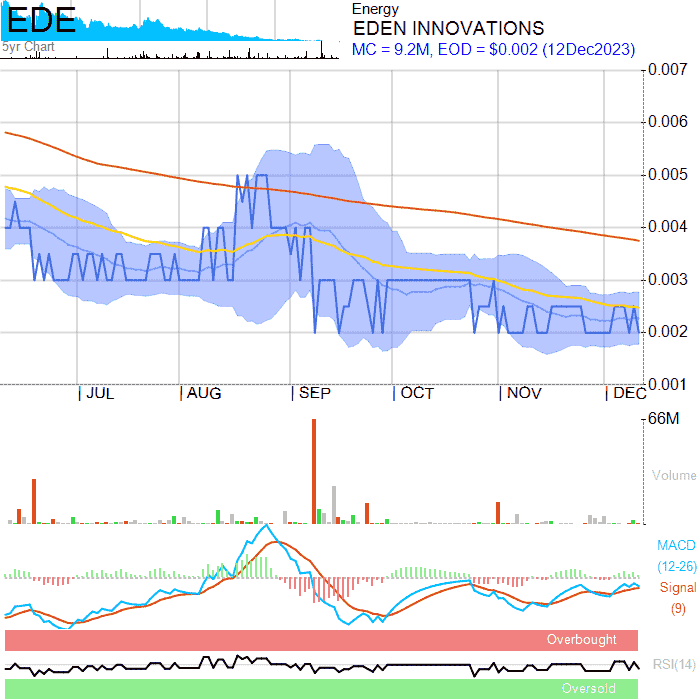 EDE
5yr Chart
Energy
EDEN INNOVATIONS
MC = 9.2M, EOD = $0.002 (12Dec2023)
0.007
0.006
0.005
0.004
0.003
0.002
0.001
JUL AUG SEP OCT NOV DEC
66M
Volume
MACD
(12-26)
Signal
(9)
Overbought
RSI(14)
Oversold